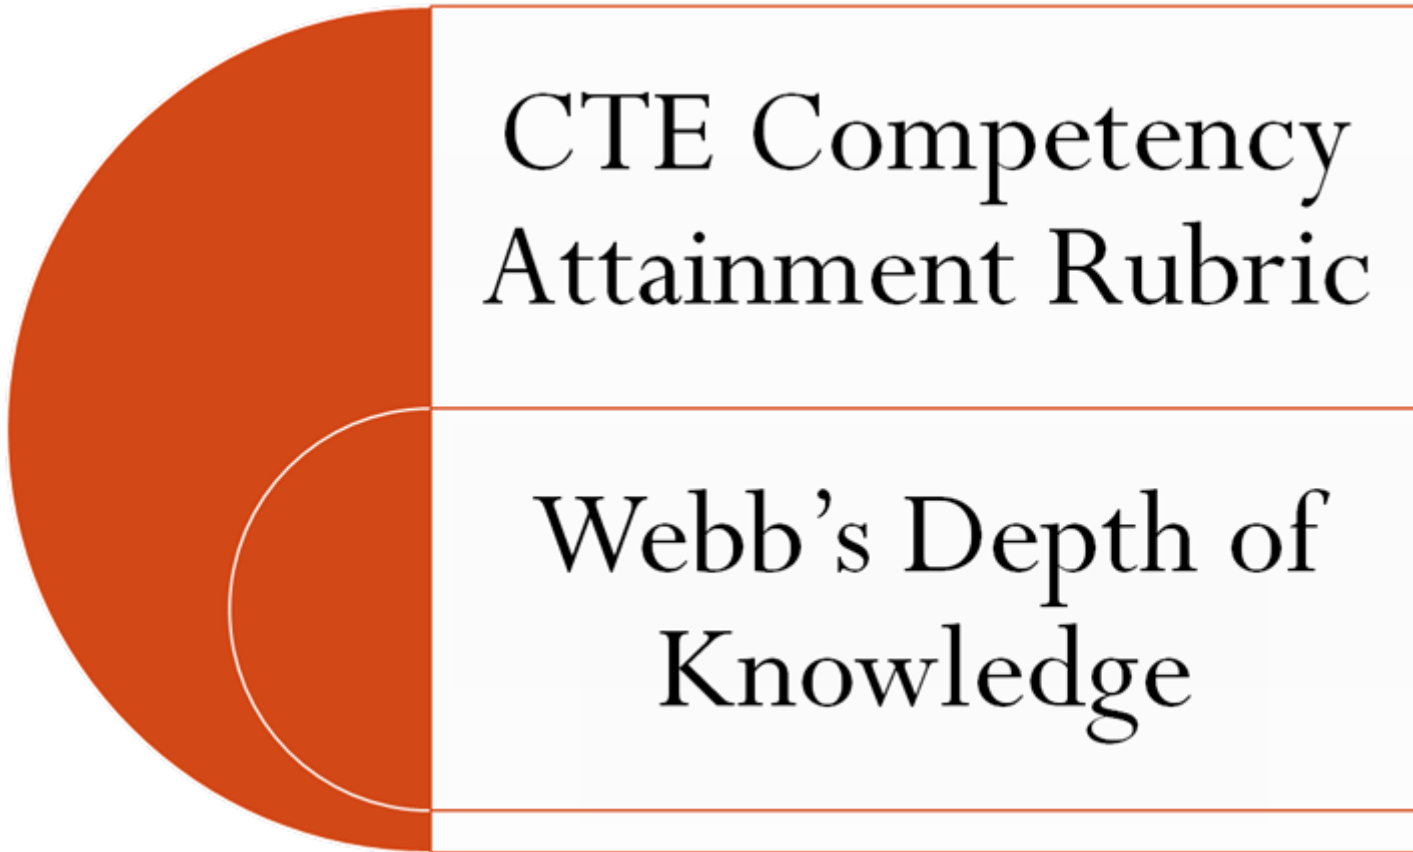 CTE Competency
Attainment Rubric
Webb’s Depth of
Knowledge